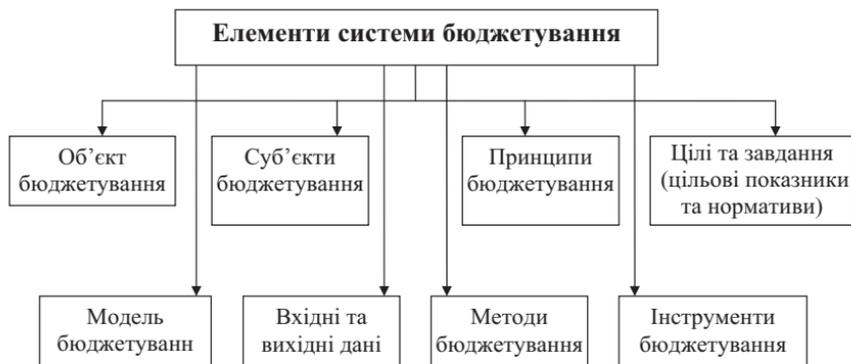 Елементи системи бюджетування
Об’єкт
бюджетування
Суб’єкти
бюджетування
Принципи
бюджетування
Цілі та завдання
(цільові показники
та нормативи)
Модель
бюджетуванн
Вхідні та
вихідні дані
Методи
бюджетування
Інструменти
бюджетування